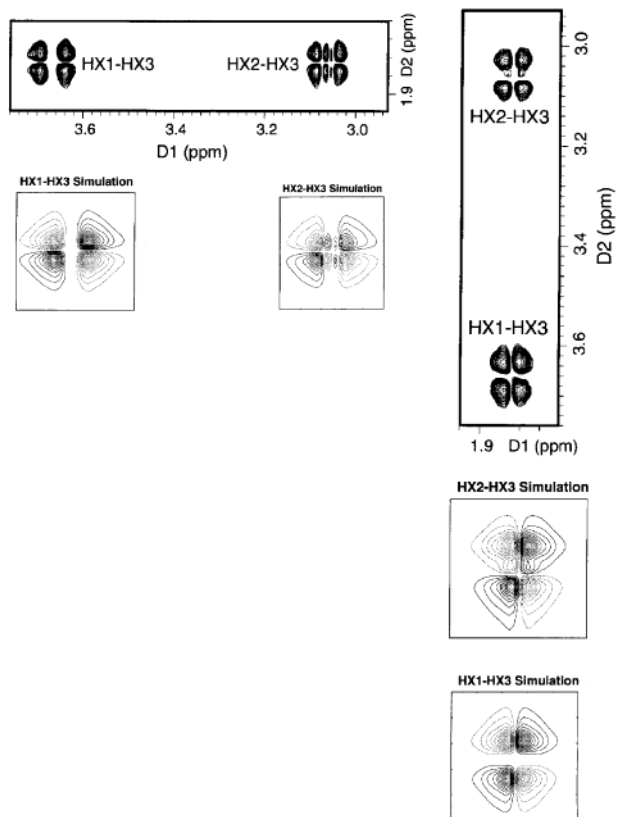 HX1-HX3
HX2-HX3
1.9 D2 (ppm)
3.6
3.4
3.2
3.0
D1 (ppm)
HX1-HX3 Simulation
HX2-HX3 Simulation
HX2-HX3
3.0
3.2
3.4
3.6
D2 (ppm)
HX1-HX3
1.9 D1 (ppm)
HX2-HX3 Simulation
HX1-HX3 Simulation